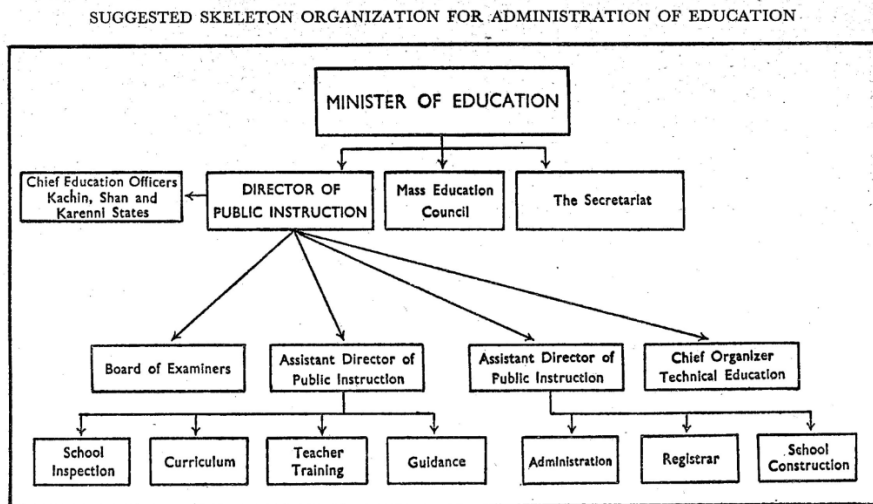 SUGGESTED SKELETON ORGANIZATION FOR ADMINISTRATION OF EDUCATION
MINISTER OF EDUCATION
Chief Education Officers
Kachin, Shan and
Karenni States
DIRECTOR OF
PUBLIC INSTRUCTION
Mass Education
Council
The Secretariat
Board of Examiners
Assistant Director of
Public Instruction
Assistant Director of
Public Instruction
Chief Organizer
Technical Education
School
Inspection
Curriculum
Teacher
Training
Guidance
Administration
Registrar
School
Construction